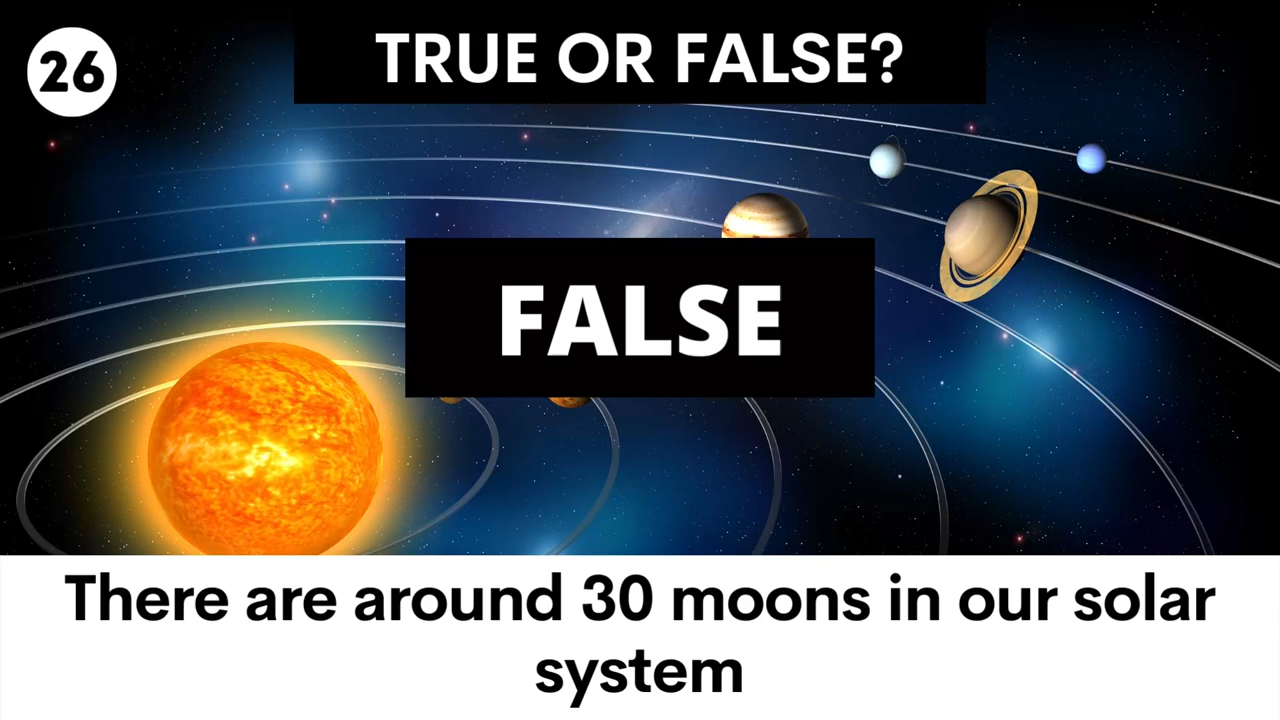 26
TRUE OR FALSE?
FALSE
There are around 30 moons in our solar
system